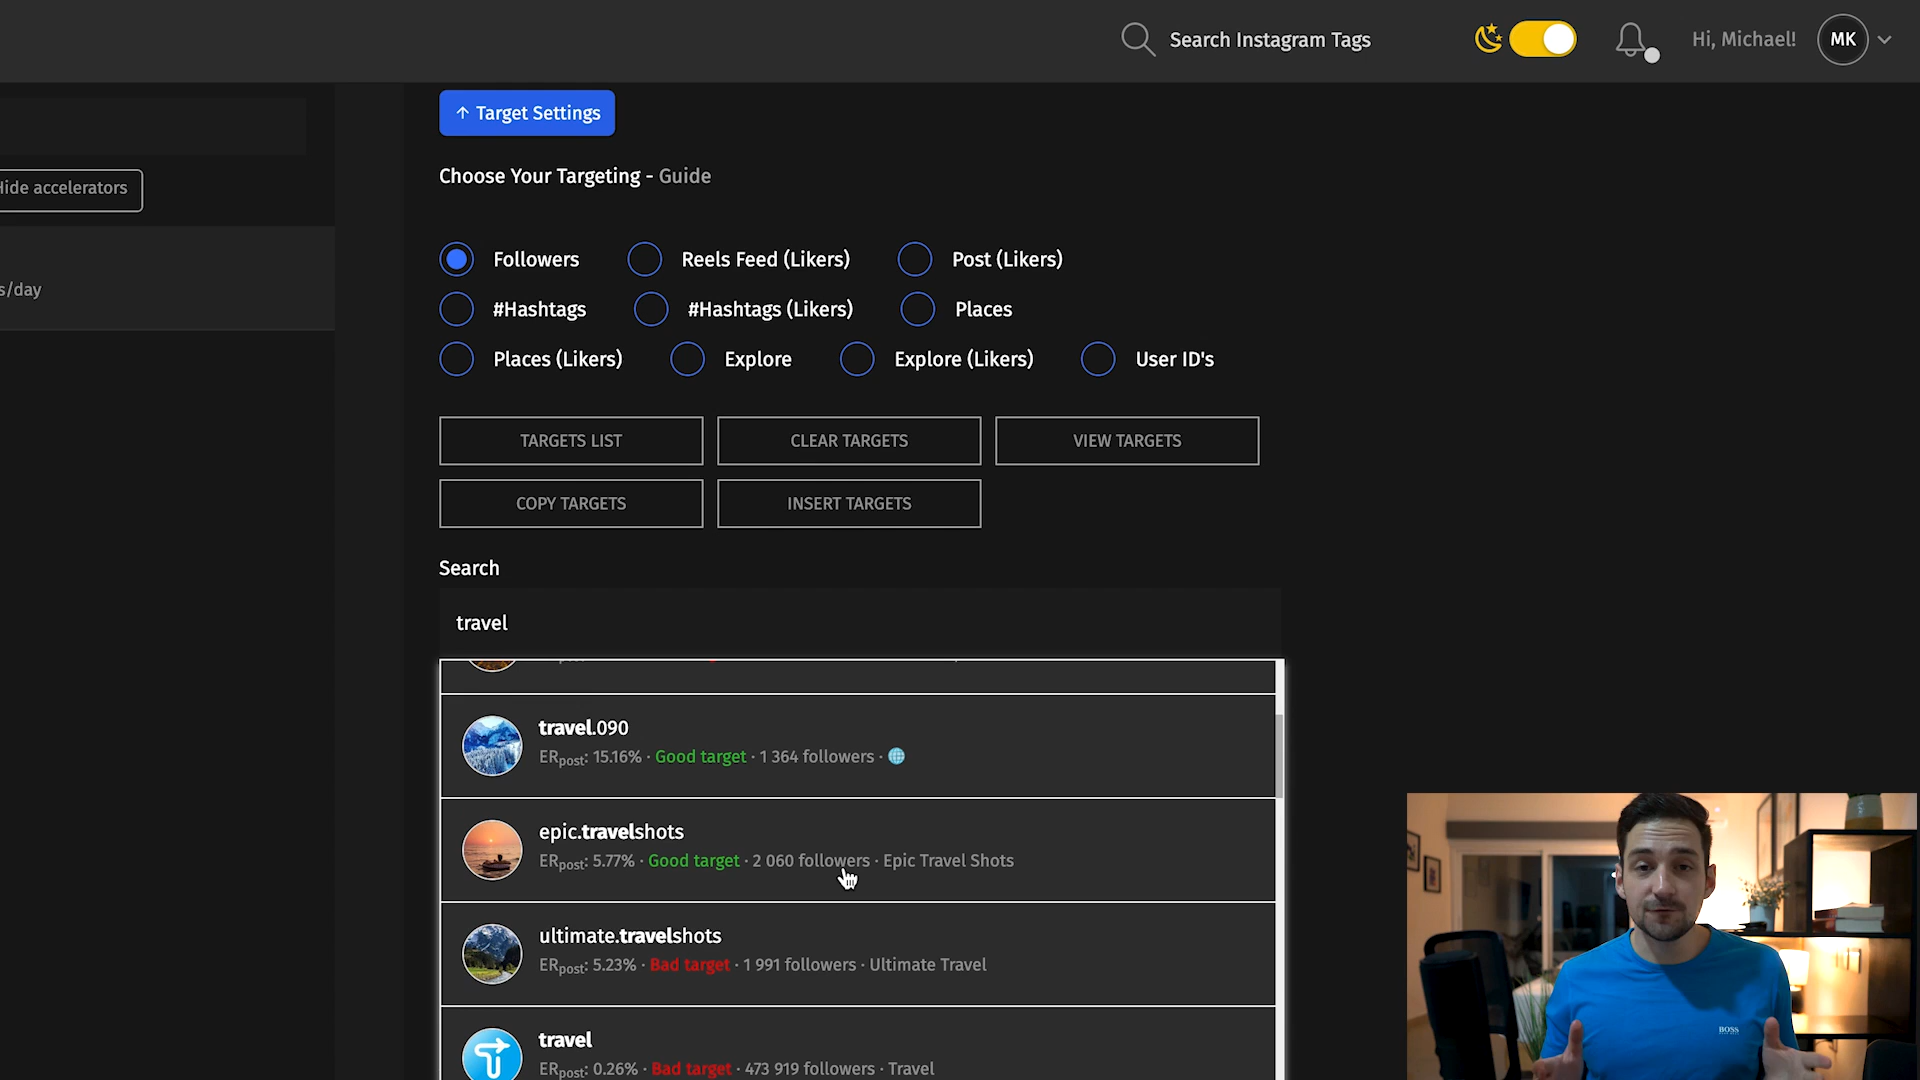 Search Instagram Tags
Hi, Michael!
MK
↑ Target Settings
Hide accelerators
Choose Your Targeting - Guide
Followers
Reels Feed (Likers)
Post (Likers)
s/day
#Hashtags
#Hashtags (Likers)
Places
Places (Likers)
Explore
Explore (Likers)
User ID's
TARGETS LIST
CLEAR TARGETS
VIEW TARGETS
COPY TARGETS
INSERT TARGETS
Search
travel
travel.090
ERpost: 15.16% · Good target · 1 364 followers ·
epic.travelshots
ERpost: 5.77% · Good target · 2 060 followers · Epic Travel Shots
ultimate.travelshots
ERpost: 5.23% · Bad target · 1 991 followers · Ultimate Travel
travel
ERpost: 0.26% · Bad target · 473 919 followers · Travel
BOSS